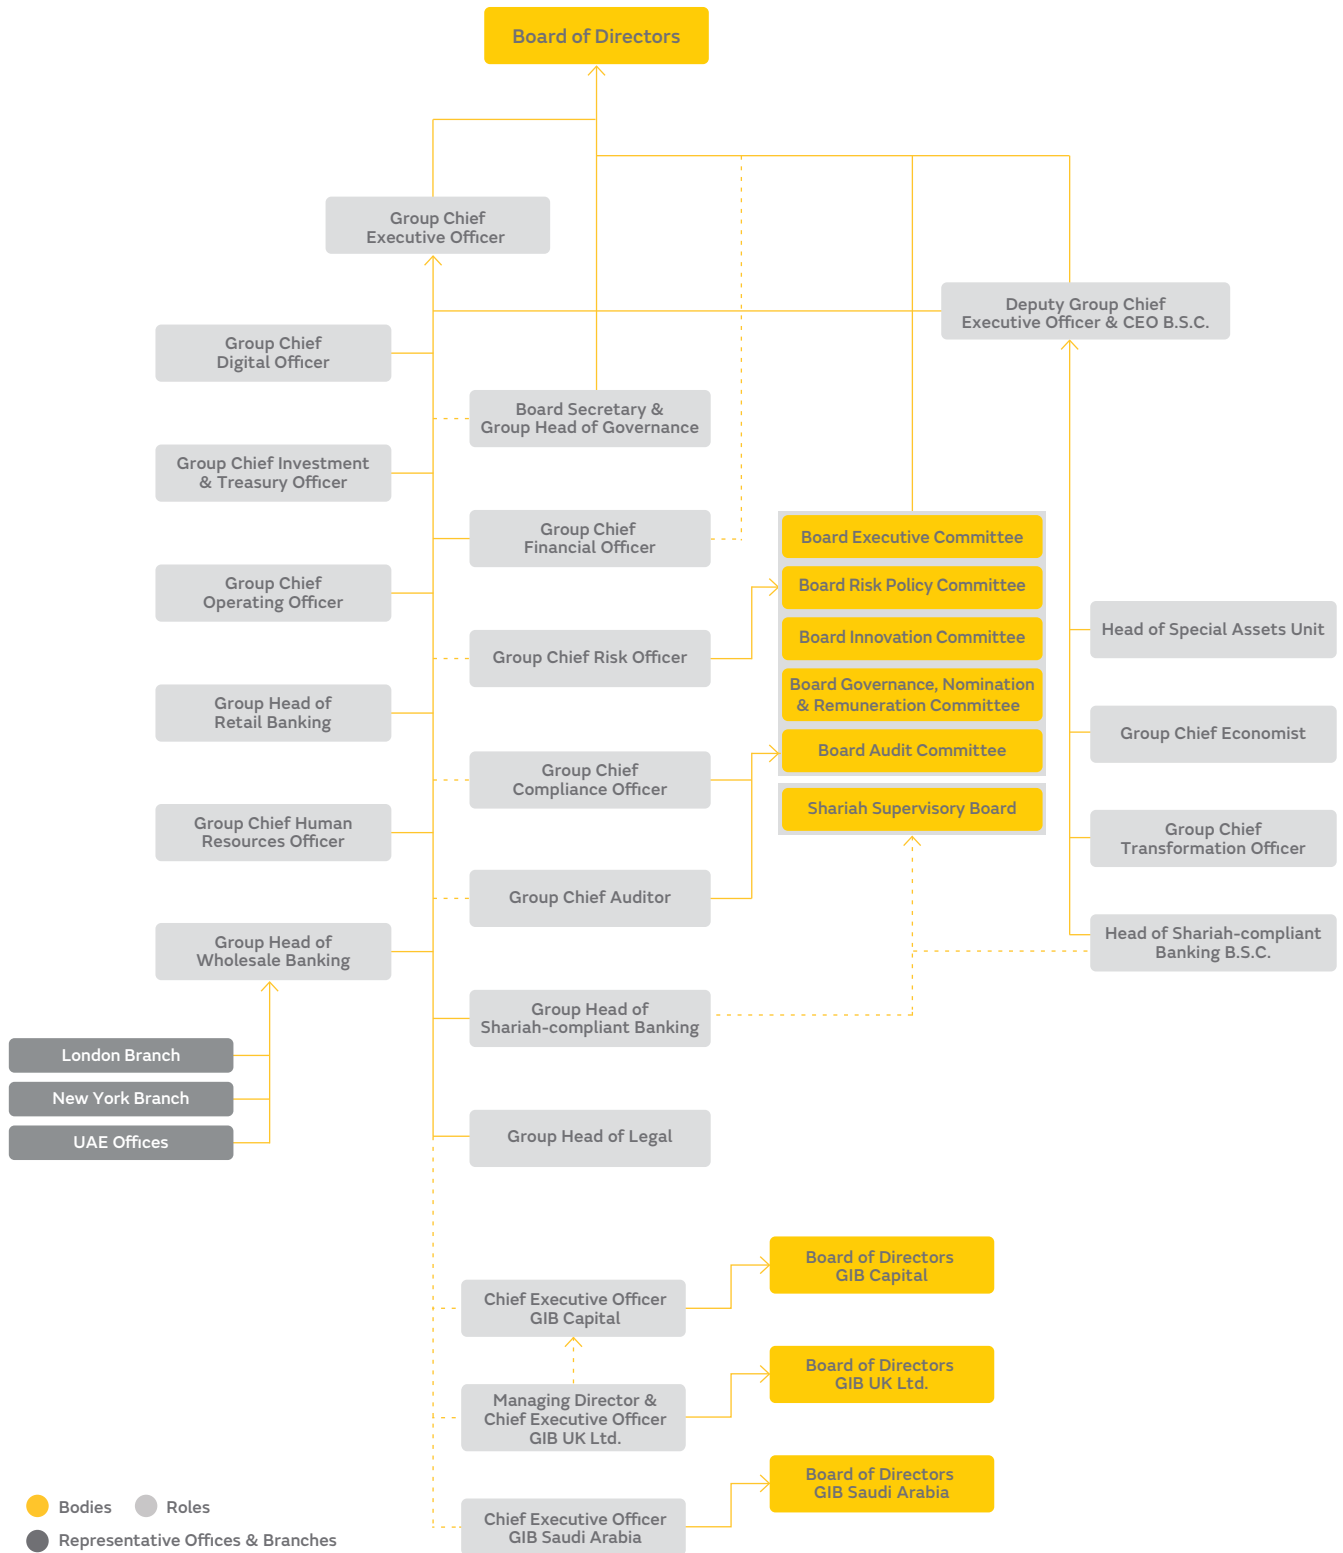 Board of Directors
Group Chief
Executive Officer
Deputy Group Chief
Executive Officer & CEO B.S.C.
Group Chief
Digital Officer
Board Secretary &
Group Head of Governance
Group Chief Investment
& Treasury Officer
Group Chief
Financial Officer
Board Executive Committee
Board Risk Policy Committee
Board Innovation Committee
Board Governance, Nomination
& Remuneration Committee
Board Audit Committee
Shariah Supervisory Board
Group Chief
Operating Officer
Group Chief Risk Officer
Head of Special Assets Unit
Group Head of
Retail Banking
Group Chief Economist
Group Chief
Compliance Officer
Group Chief Human
Resources Officer
Group Chief
Transformation Officer
Group Chief Auditor
Group Head of
Wholesale Banking
Head of Shariah-compliant
Banking B.S.C.
Group Head of
Shariah-compliant Banking
London Branch
New York Branch
UAE Offices
Group Head of Legal
Board of Directors
GIB Capital
Chief Executive Officer
GIB Capital
Board of Directors
GIB UK Ltd.
Managing Director &
Chief Executive Officer
GIB UK Ltd.
Board of Directors
GIB Saudi Arabia
Chief Executive Officer
GIB Saudi Arabia
Bodies
Roles
Representative Offices & Branches